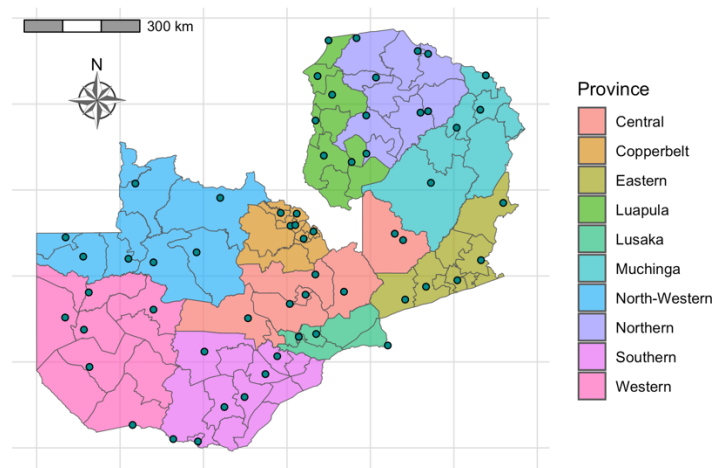 300 km
N
Province
Central
Copperbelt
Eastern
Luapula
Lusaka
Muchinga
North-Western
Northern
Southern
Western